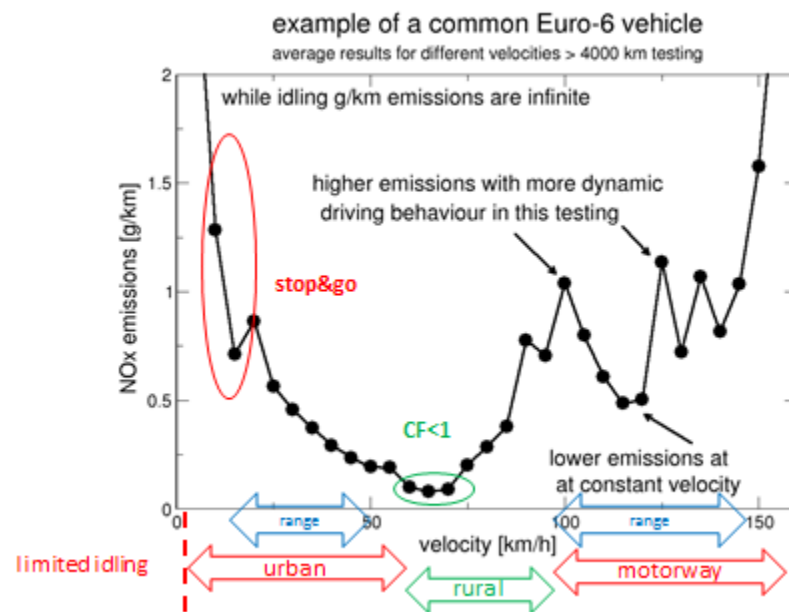 example of a common Euro-6 vehicle
average results for different velocities > 4000 km testing
2
while idling g/km emissions are infinite
higher emissions with more dynamic
driving behaviour in this testing
1.5
stop&go
1
NOx emissions [g/km]
0.5
CF<1
lower emissions at
at constant velocity
0
0
50
100
150
range
range
velocity [km/h]
limited idling
urban
rural
motorway